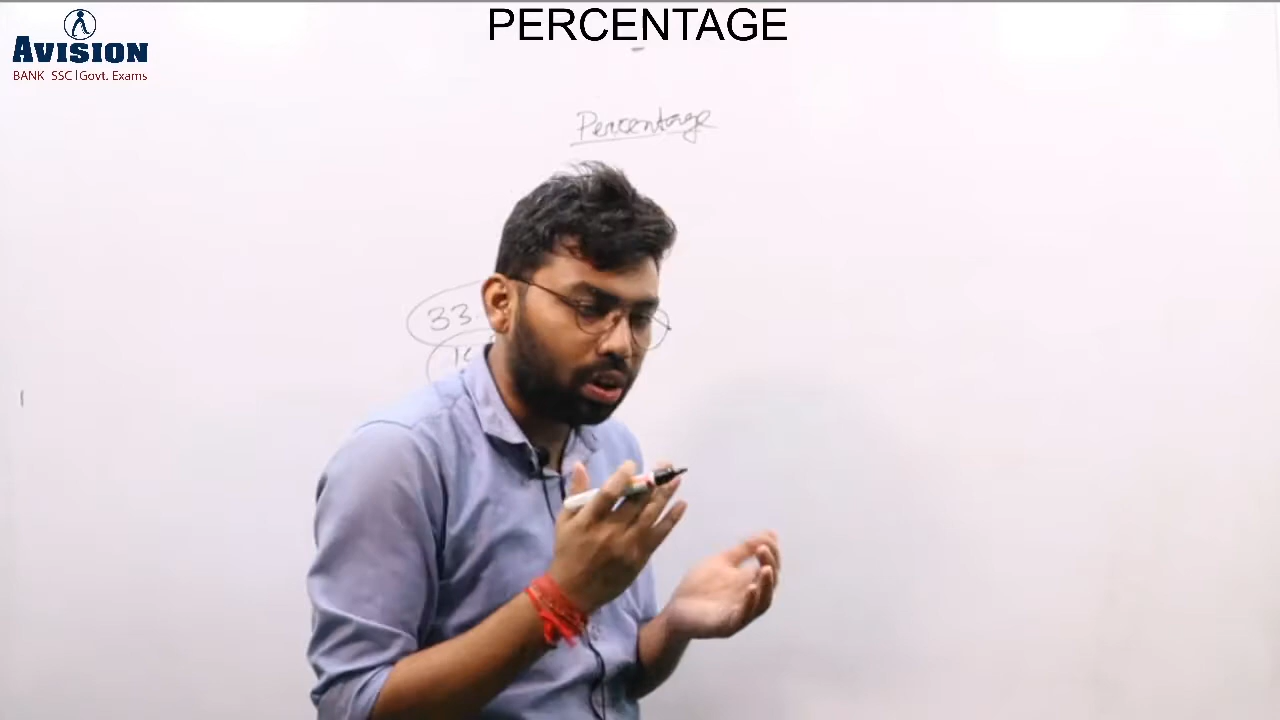 PERCENTAGE
AVISION
BANK SSC|Govt. Exams
Percentage
33.